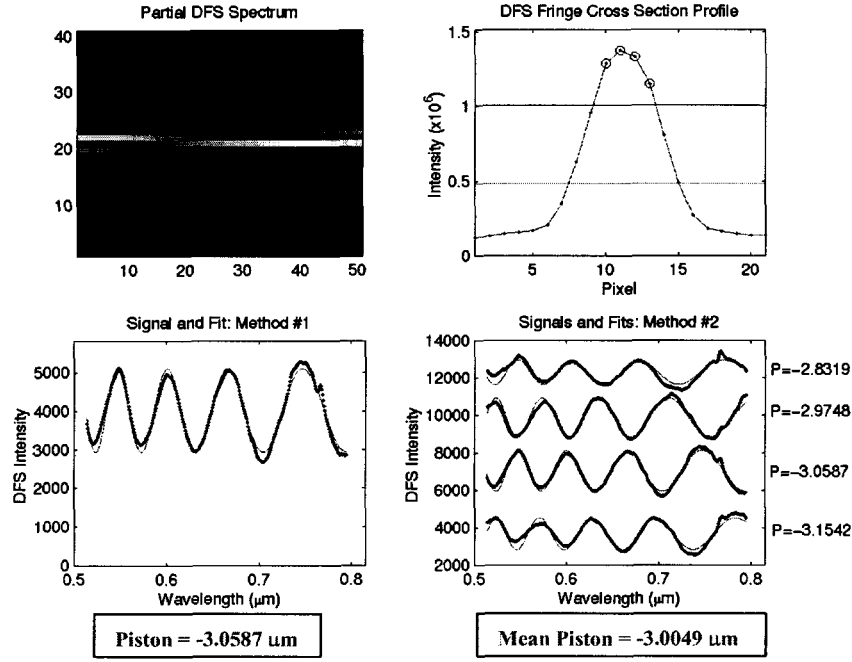 Partial DFS Spectrum
40
30
20
10
10 20 30 40 50
DFS Fringe Cross Section Profile
Intensity (x10^6)
1.5
1
0.5
0
5 10 15 20
Pixel
Signal and Fit: Method #1
DFS Intensity
5000
4000
3000
2000
1000
0
0.5 0.6 0.7 0.8
Wavelength (μm)
Piston = -3.0587 um
Signals and Fits: Method #2
DFS Intensity
14000
12000
10000
8000
6000
4000
2000
P=-2.8319
P=-2.9748
P=-3.0587
P=-3.1542
0.5 0.6 0.7 0.8
Wavelength (μm)
Mean Piston = -3.0049 um